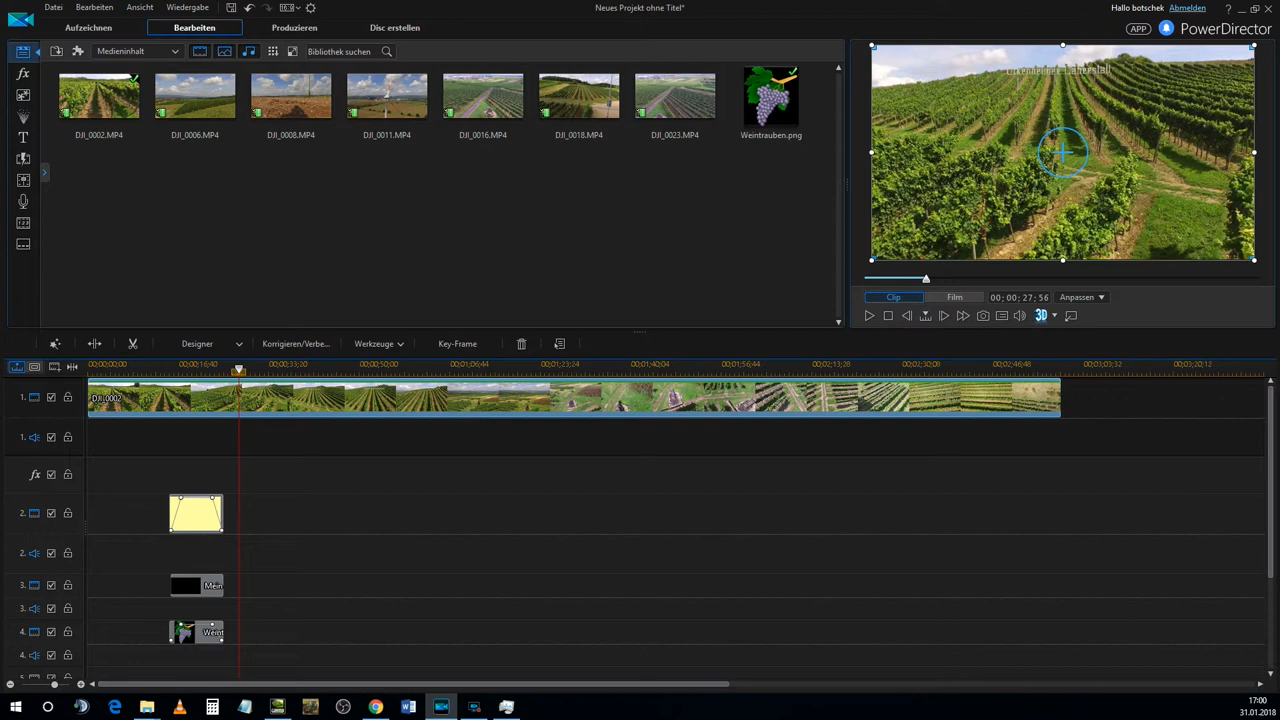 Datei Bearbeiten Ansicht Wiedergabe
Neues Projekt ohne Titel*
Hallo botschek Abmelden
Aufzeichnen Bearbeiten Produzieren Disc erstellen
APP PowerDirector
Medieninhalt
Bibliothek suchen
DJI_0002.MP4 DJI_0006.MP4 DJI_0008.MP4 DJI_0011.MP4 DJI_0016.MP4 DJI_0018.MP4 DJI_0023.MP4 Weintrauben.png
Clip Film 00; 00; 27; 56 Anpassen
3D
Designer Korrigieren/Verbe... Werkzeuge Key-Frame
00;00;00;00 00;00;16;40 00;00;33;20 00;00;50;00 00;01;06;44 00;01;23;24 00;01;40;04 00;01;56;44 00;02;13;28 00;02;30;08 00;02;46;48 00;03;03;32 00;03;20;12
1. DJI_0002
1.
fx
2.
2.
3. Mein
3.
4. Weint
4.
17:00
31.01.2018